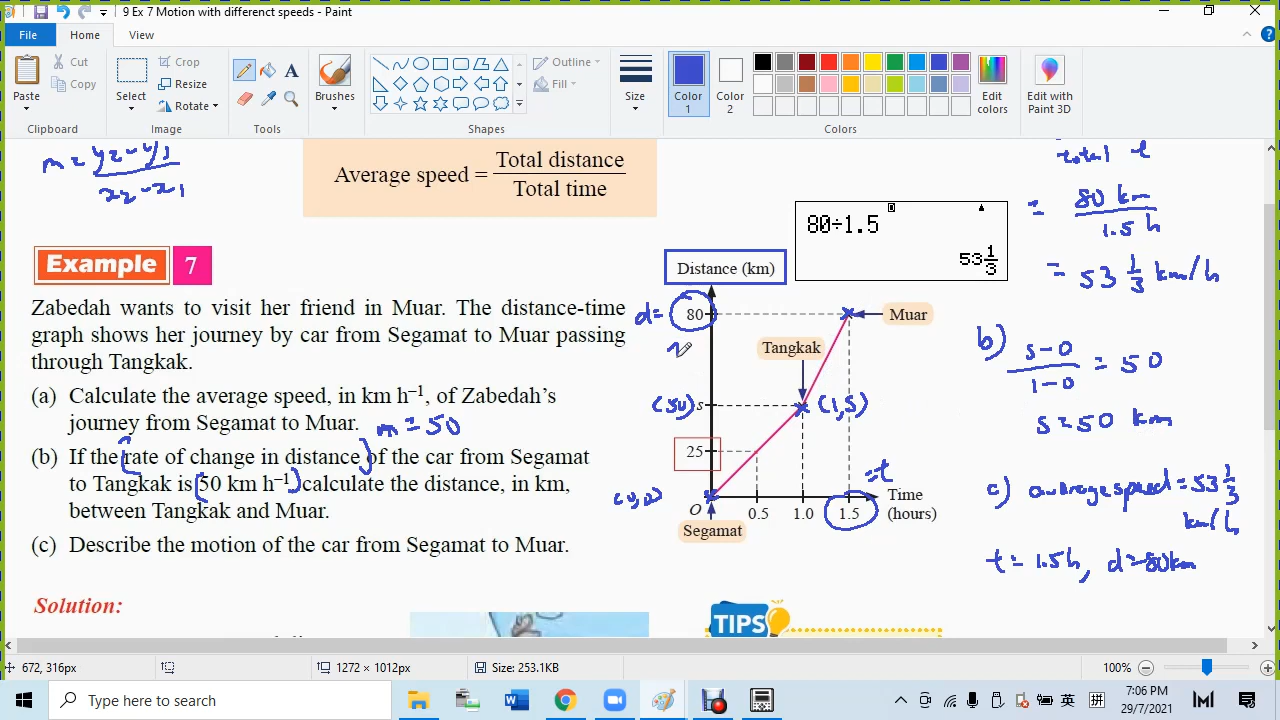 9 Ex 7 Motion with differenct speeds - Paint
File Home View
Paste Cut Copy Select Crop Resize Rotate A Brushes Outline Fill Size Color 1 Color 2 Edit colors Edit with Paint 3D
Clipboard Image Tools Shapes Colors
m = y2 - y1 / x2 - x1
Average speed = Total distance / Total time
total t
= 80 km / 1.5 h
= 53 1/3 km/h
80÷1.5
53 1/3
Example 7
Zabedah wants to visit her friend in Muar. The distance-time
graph shows her journey by car from Segamat to Muar passing
through Tangkak.
(a) Calculate the average speed, in km h⁻¹, of Zabedah's
journey from Segamat to Muar.
m = 50
(b) If the rate of change in distance of the car from Segamat
to Tangkak is 50 km h⁻¹, calculate the distance, in km,
between Tangkak and Muar.
(c) Describe the motion of the car from Segamat to Muar.
Solution:
Distance (km)
d = 80
Muar
Tangkak
(50) s
(1, s)
25
= t
O 0.5 1.0 1.5
Time
(hours)
Segamat
b) s-0 / 1-0 = 50
s = 50 km
c) average speed = 53 1/3
km/h
t = 1.5h, d = 80km
TIPS
672, 316px
1272 × 1012px
Size: 253.1KB
100%
Type here to search
英
拼
7:06 PM
29/7/2021